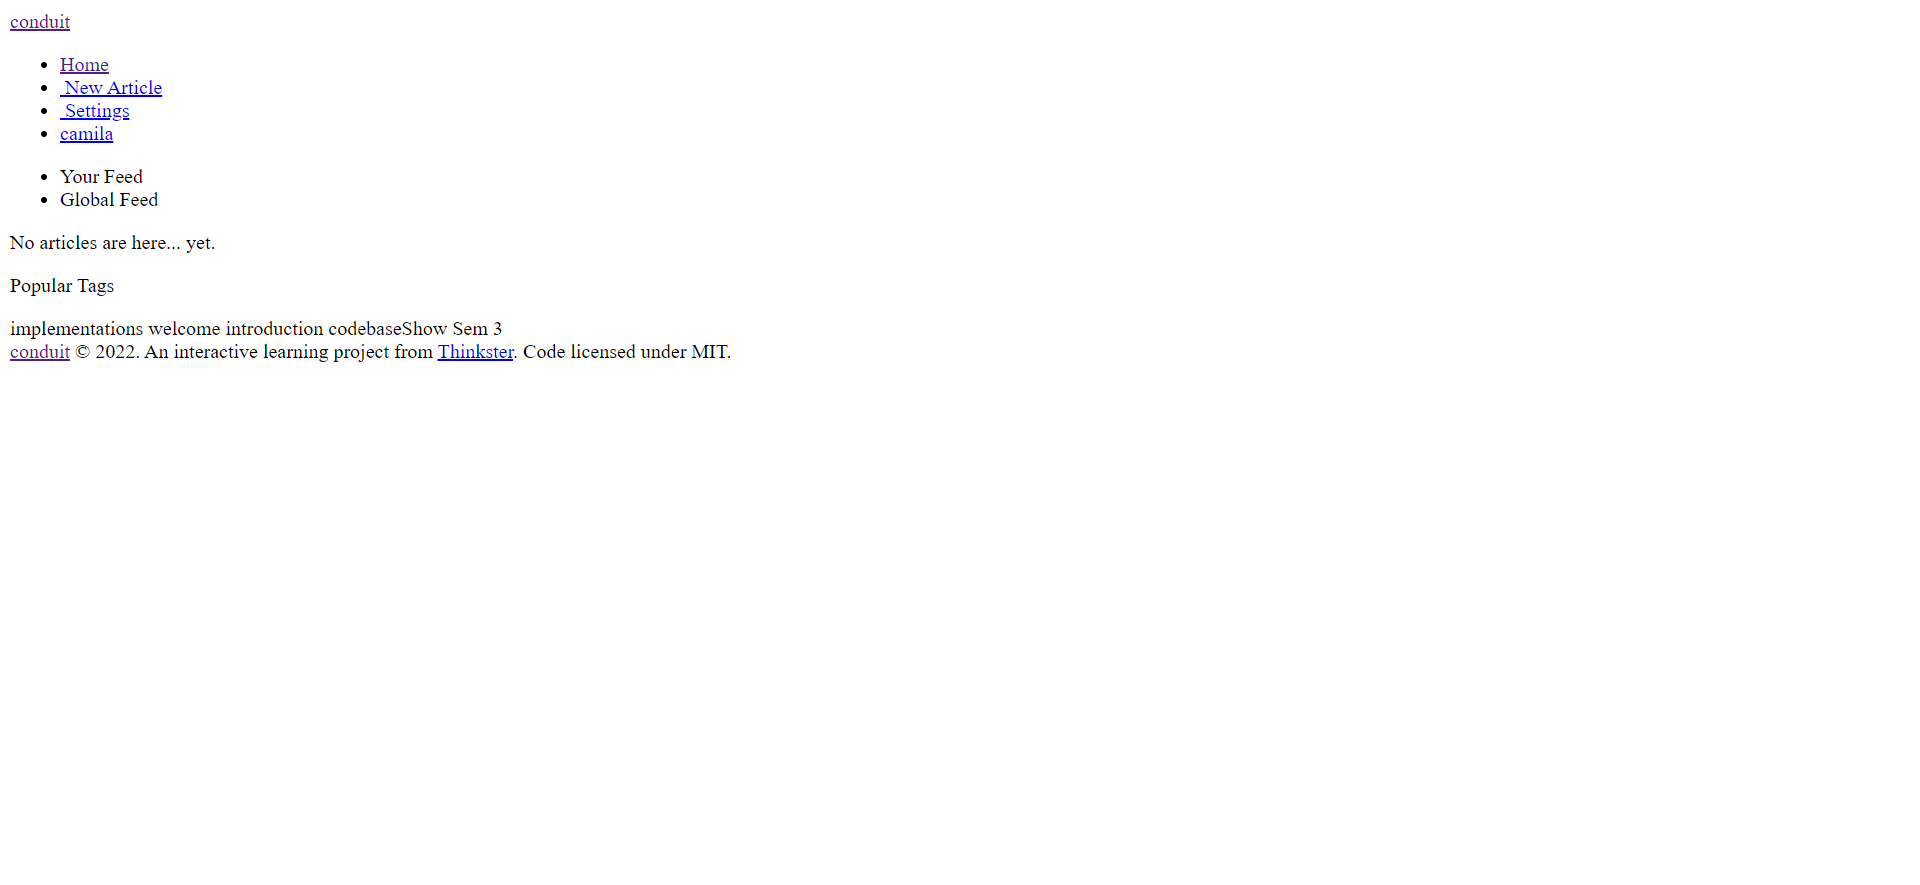 conduit
Home
New Article
Settings
camila
Your Feed
Global Feed
No articles are here... yet.
Popular Tags
implementations welcome introduction codebaseShow Sem 3
conduit © 2022. An interactive learning project from Thinkster. Code licensed under MIT.